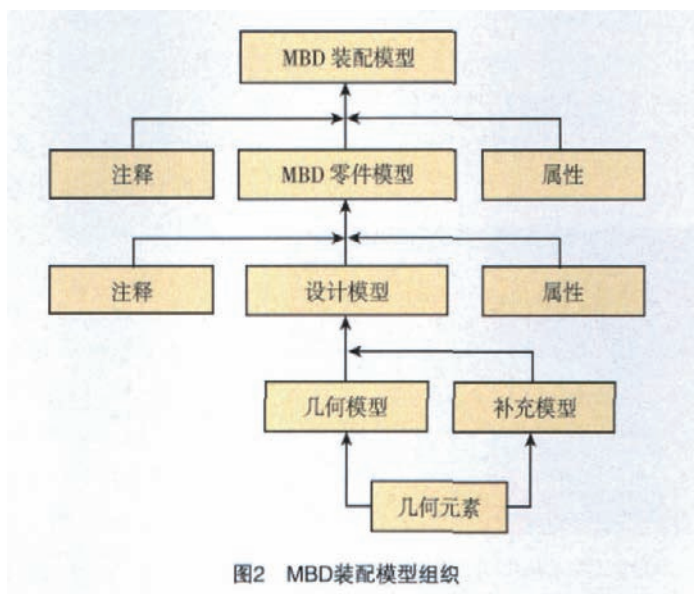 MBD 装配模型
注释
MBD 零件模型
属性
注释
设计模型
属性
几何模型
补充模型
几何元素
图2 MBD装配模型组织